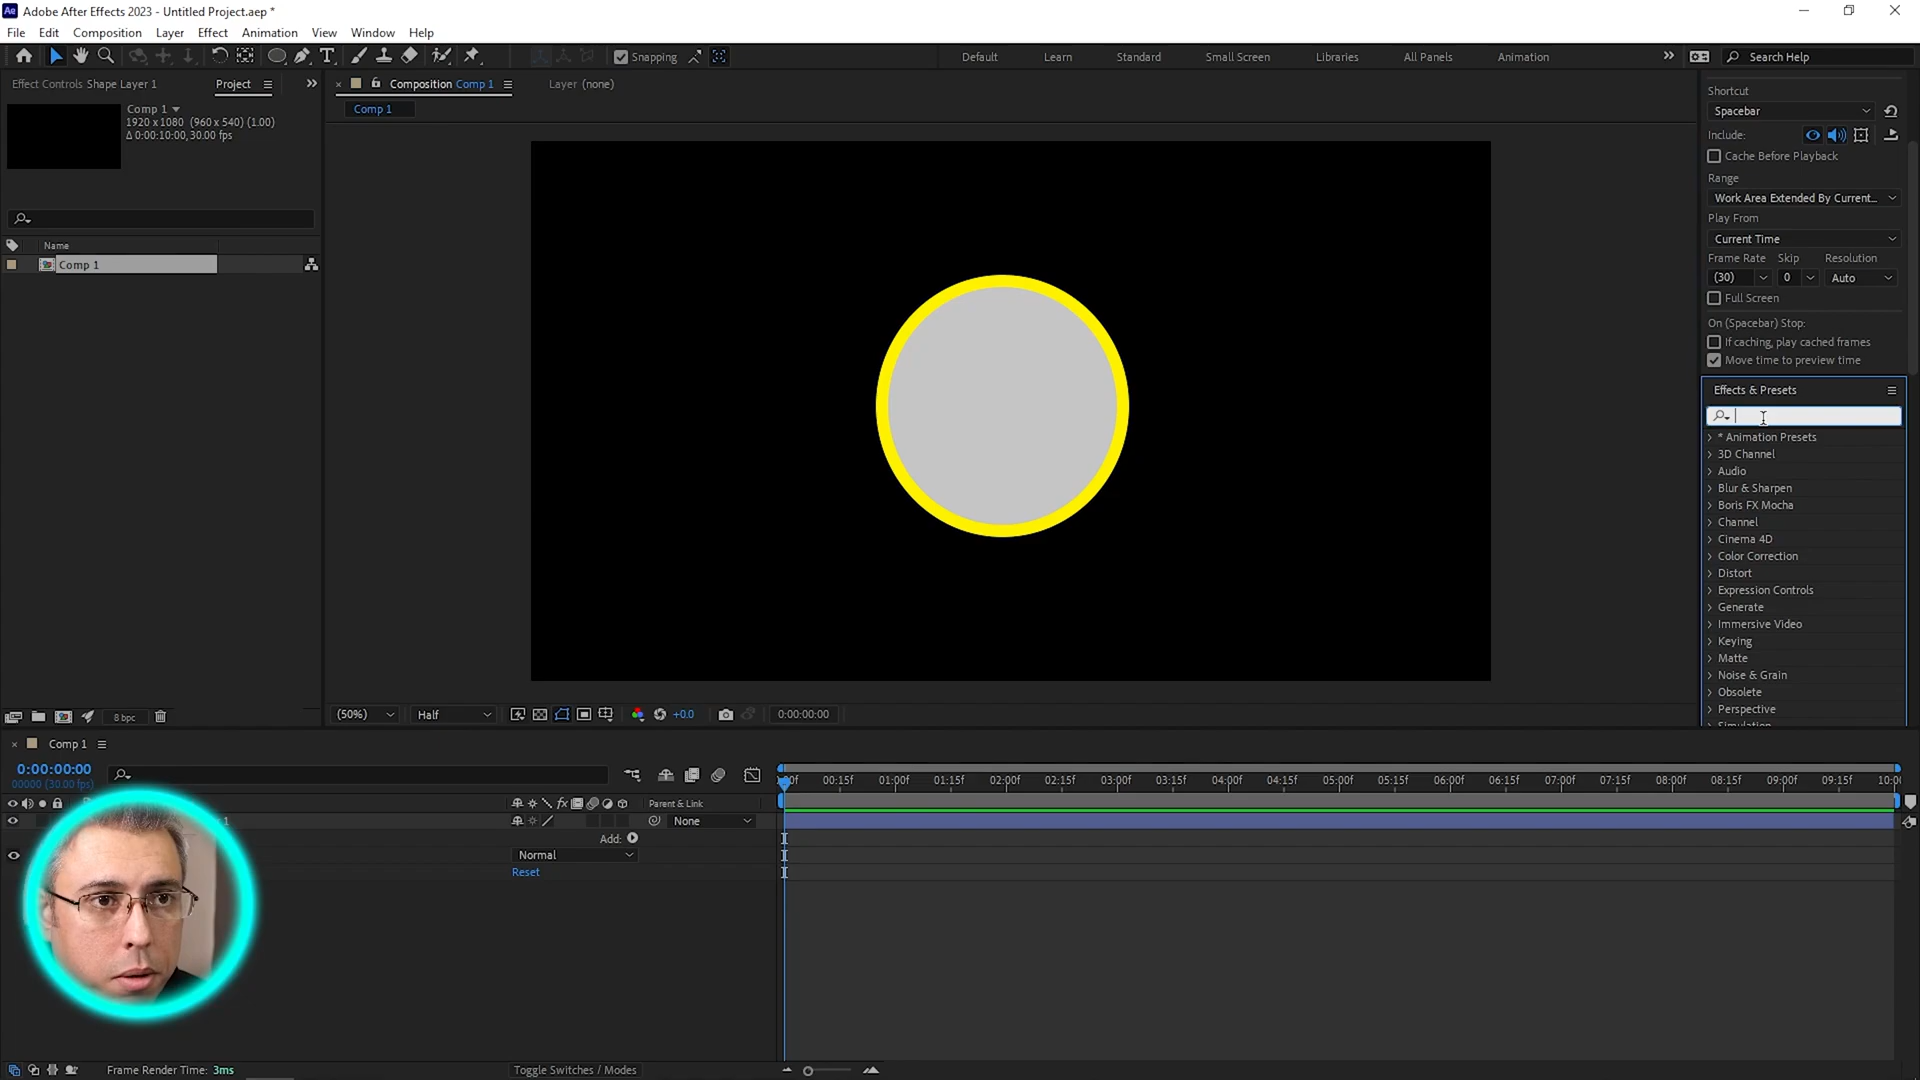 Adobe After Effects 2023 - Untitled Project.aep *
File Edit Composition Layer Effect Animation View Window Help
Snapping
Default Learn Standard Small Screen Libraries All Panels Animation
Search Help
Effect Controls Shape Layer 1 Project
Composition Comp 1 Layer (none)
Comp 1
Comp 1
1920 x 1080 (960 x 540) (1.00)
Δ 0:00:10:00, 30.00 fps
Name
Comp 1
8 bpc
(50%) Half +0.0 0:00:00:00
Shortcut
Spacebar
Include:
Cache Before Playback
Range
Work Area Extended By Current...
Play From
Current Time
Frame Rate Skip Resolution
(30) 0 Auto
Full Screen
On (Spacebar) Stop:
If caching, play cached frames
Move time to preview time
Effects & Presets
* Animation Presets
3D Channel
Audio
Blur & Sharpen
Boris FX Mocha
Channel
Cinema 4D
Color Correction
Distort
Expression Controls
Generate
Immersive Video
Keying
Matte
Noise & Grain
Obsolete
Perspective
Simulation
Comp 1
0:00:00:00
00000 (30.00 fps)
:00f 00:15f 01:00f 01:15f 02:00f 02:15f 03:00f 03:15f 04:00f 04:15f 05:00f 05:15f 06:00f 06:15f 07:00f 07:15f 08:00f 08:15f 09:00f 09:15f 10:00
Parent & Link
1 None
Add:
Normal
Reset
Frame Render Time: 3ms
Toggle Switches / Modes